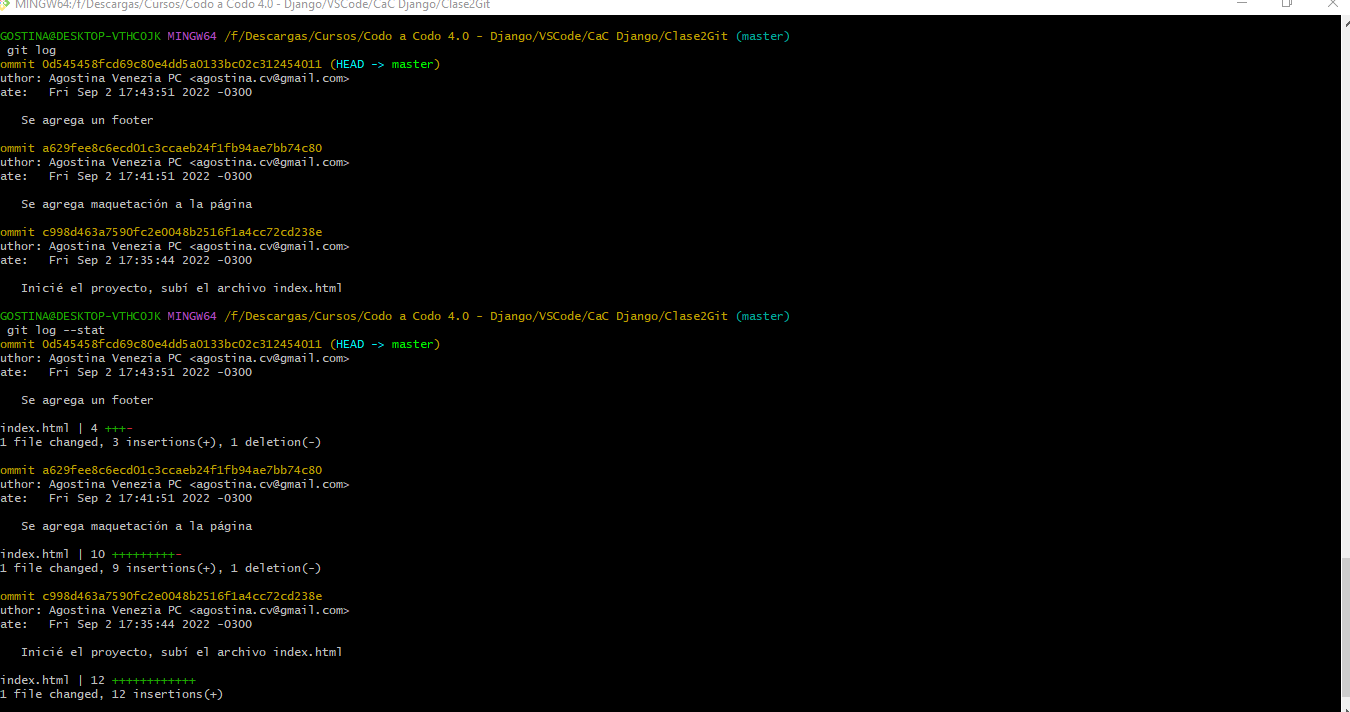 MINGW64:/f/Descargas/Cursos/Codo a Codo 4.0 - Django/VSCode/CaC Django/Clase2Git
GOSTINA@DESKTOP-VTHCOJK MINGW64 /f/Descargas/Cursos/Codo a Codo 4.0 - Django/VSCode/CaC Django/Clase2Git (master)
git log
ommit 0d545458fcd69c80e4dd5a0133bc02c312454011 (HEAD -> master)
uthor: Agostina Venezia PC <agostina.cv@gmail.com>
ate:   Fri Sep 2 17:43:51 2022 -0300
Se agrega un footer
ommit a629fee8c6ecd01c3ccaeb24f1fb94ae7bb74c80
uthor: Agostina Venezia PC <agostina.cv@gmail.com>
ate:   Fri Sep 2 17:41:51 2022 -0300
Se agrega maquetación a la página
ommit c998d463a7590fc2e0048b2516f1a4cc72cd238e
uthor: Agostina Venezia PC <agostina.cv@gmail.com>
ate:   Fri Sep 2 17:35:44 2022 -0300
Inicié el proyecto, subí el archivo index.html
GOSTINA@DESKTOP-VTHCOJK MINGW64 /f/Descargas/Cursos/Codo a Codo 4.0 - Django/VSCode/CaC Django/Clase2Git (master)
git log --stat
ommit 0d545458fcd69c80e4dd5a0133bc02c312454011 (HEAD -> master)
uthor: Agostina Venezia PC <agostina.cv@gmail.com>
ate:   Fri Sep 2 17:43:51 2022 -0300
Se agrega un footer
index.html | 4 +++-
1 file changed, 3 insertions(+), 1 deletion(-)
ommit a629fee8c6ecd01c3ccaeb24f1fb94ae7bb74c80
uthor: Agostina Venezia PC <agostina.cv@gmail.com>
ate:   Fri Sep 2 17:41:51 2022 -0300
Se agrega maquetación a la página
index.html | 10 +++++++++-
1 file changed, 9 insertions(+), 1 deletion(-)
ommit c998d463a7590fc2e0048b2516f1a4cc72cd238e
uthor: Agostina Venezia PC <agostina.cv@gmail.com>
ate:   Fri Sep 2 17:35:44 2022 -0300
Inicié el proyecto, subí el archivo index.html
index.html | 12 ++++++++++++
1 file changed, 12 insertions(+)